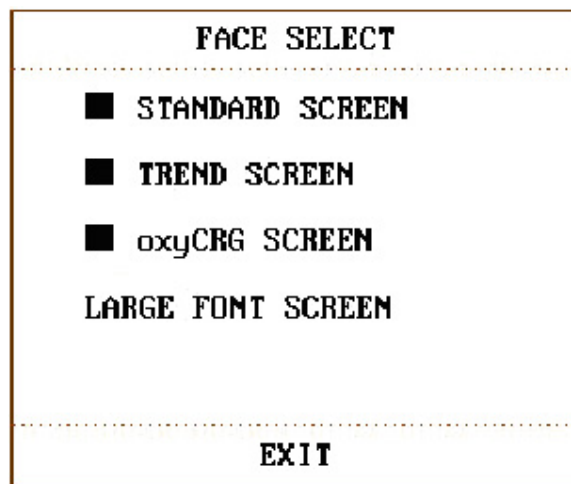 FACE SELECT
STANDARD SCREEN
TREND SCREEN
oxyCRG SCREEN
LARGE FONT SCREEN
EXIT